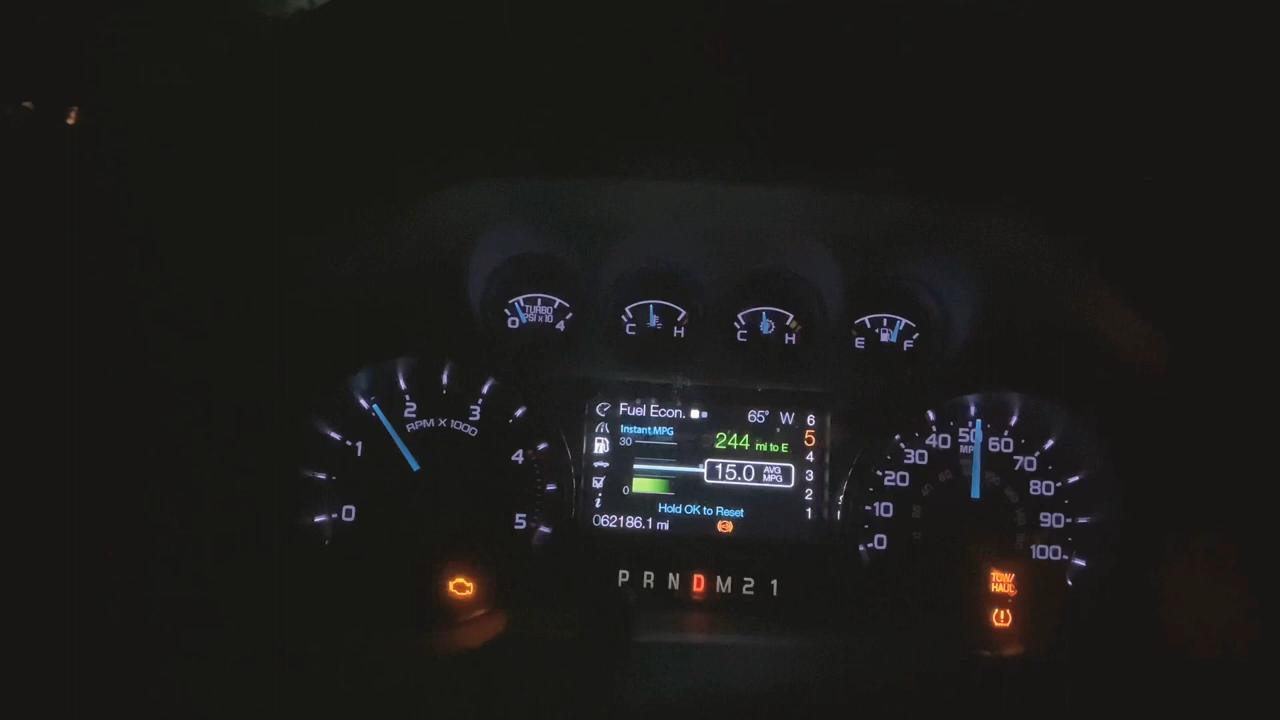 TURBO
PSI x 10
0 4
C H
C H
E F
0 1 2 3 4 5
RPM X 1000
Fuel Econ.
65° W
Instant MPG
30
0
244 mi to E
15.0 AVG MPG
Hold OK to Reset
062186.1 mi
6
5
4
3
2
1
0 10 20 30 40 50 60 70 80 90 100
MPH
P R N D M 2 1
TOW/
HAUL